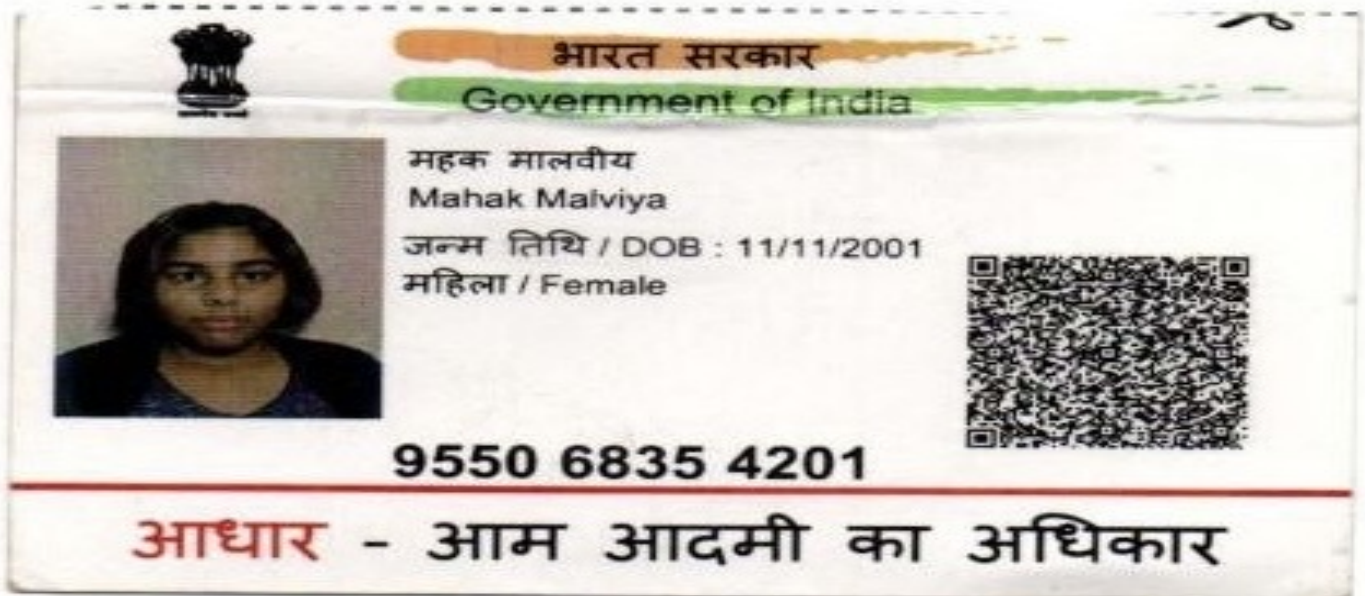 भारत सरकार
Government of India
महक मालवीय
Mahak Malviya
जन्म तिथि / DOB : 11/11/2001
महिला / Female
9550 6835 4201
आधार - आम आदमी का अधिकार